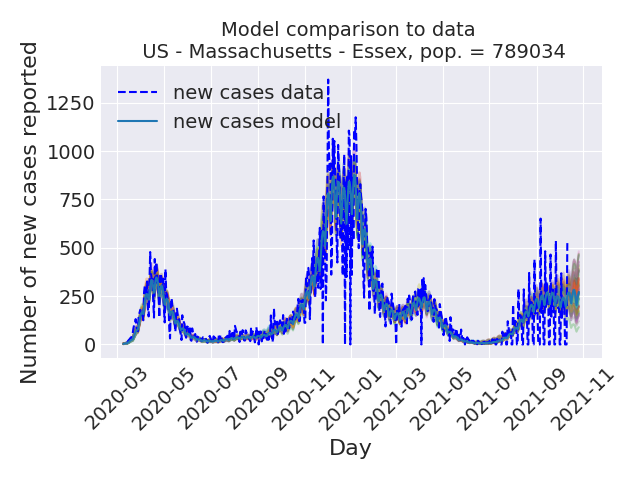 Model comparison to data
US - Massachusetts - Essex, pop. = 789034
Number of new cases reported
1250
1000
750
500
250
0
new cases data
new cases model
2020-03
2020-05
2020-07
2020-09
2020-11
2021-01
2021-03
2021-05
2021-07
2021-09
2021-11
Day